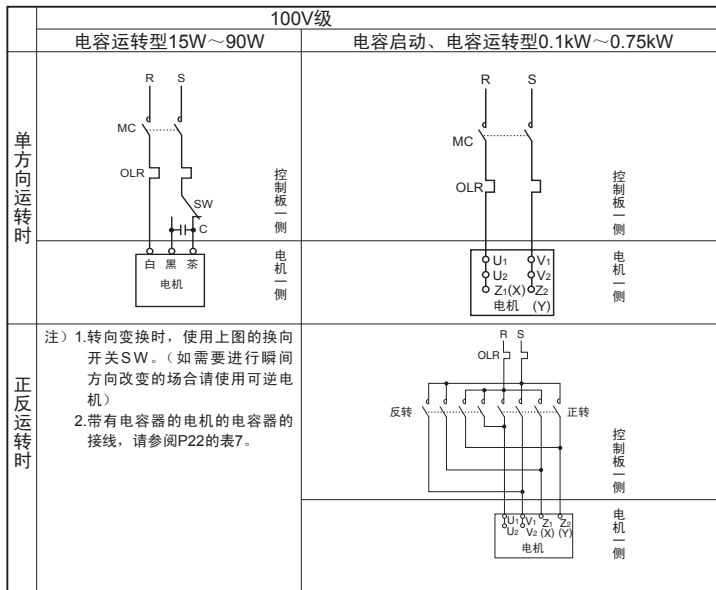 100V级
电容运转型15W～90W
电容启动、电容运转型0.1kW～0.75kW
单方向运转时
R S
MC
OLR
SW
C
控制板一侧
白 黑 茶
电机
电机一侧
R S
MC
OLR
控制板一侧
U1 V1
U2 V2
Z1(X) Z2
电机 (Y)
电机一侧
正反运转时
注）1.转向变换时，使用上图的换向
开关SW。（如需要进行瞬间
方向改变的场合请使用可逆电
机）
2.带有电容器的电机的电容器的
接线，请参阅P22的表7。
R S
OLR
反转 正转
控制板一侧
U1 V1 Z1 Z2
U2 V2 (X) (Y)
电机
电机一侧